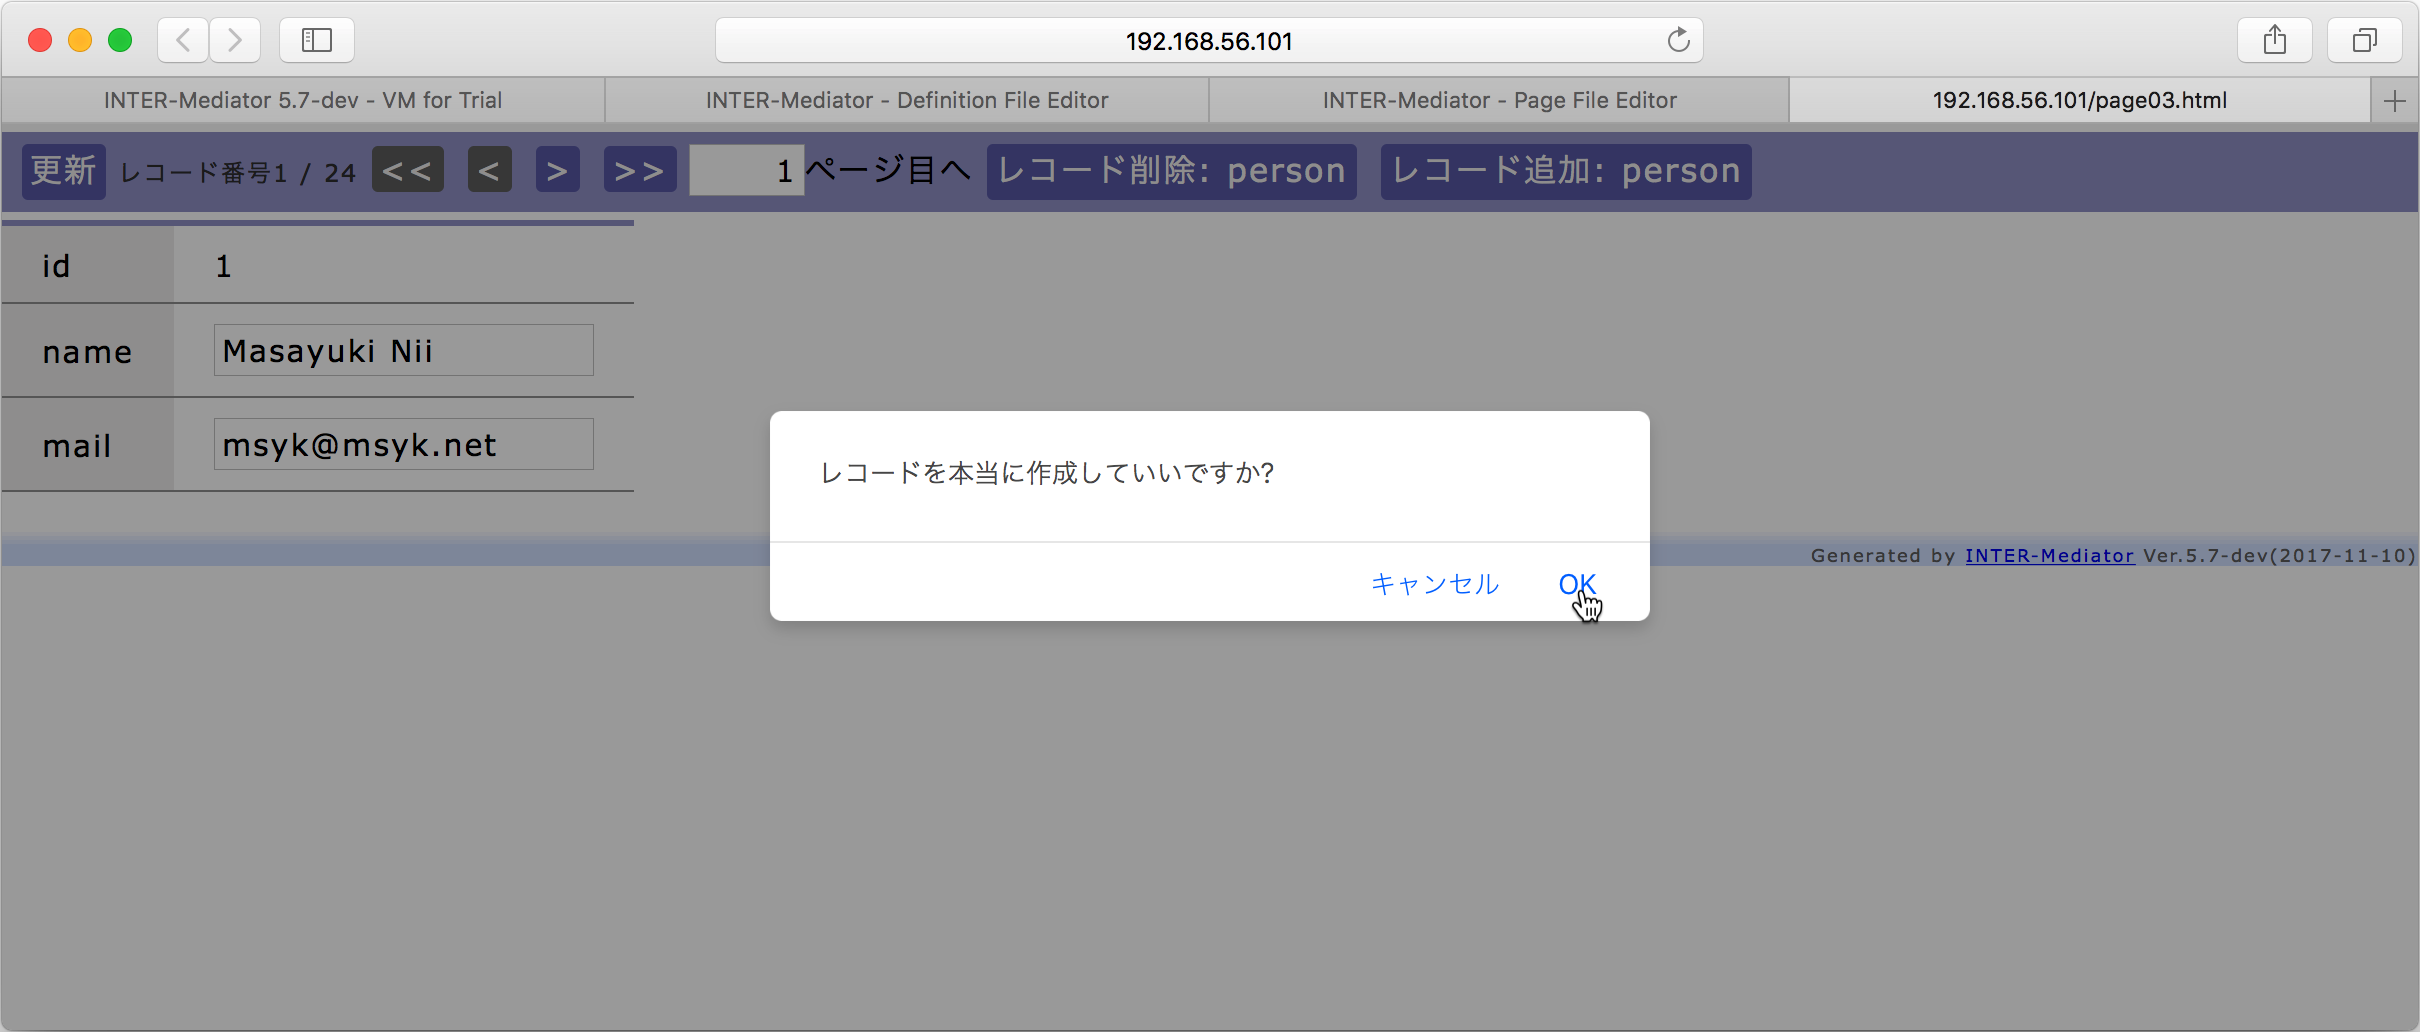 192.168.56.101
INTER-Mediator 5.7-dev - VM for Trial INTER-Mediator - Definition File Editor INTER-Mediator - Page File Editor 192.168.56.101/page03.html
更新 レコード番号1 / 24 << < > >> 1 ページ目へ レコード削除: person レコード追加: person
id 1
name Masayuki Nii
mail msyk@msyk.net
レコードを本当に作成していいですか?
キャンセル OK
Generated by INTER-Mediator Ver.5.7-dev(2017-11-10)